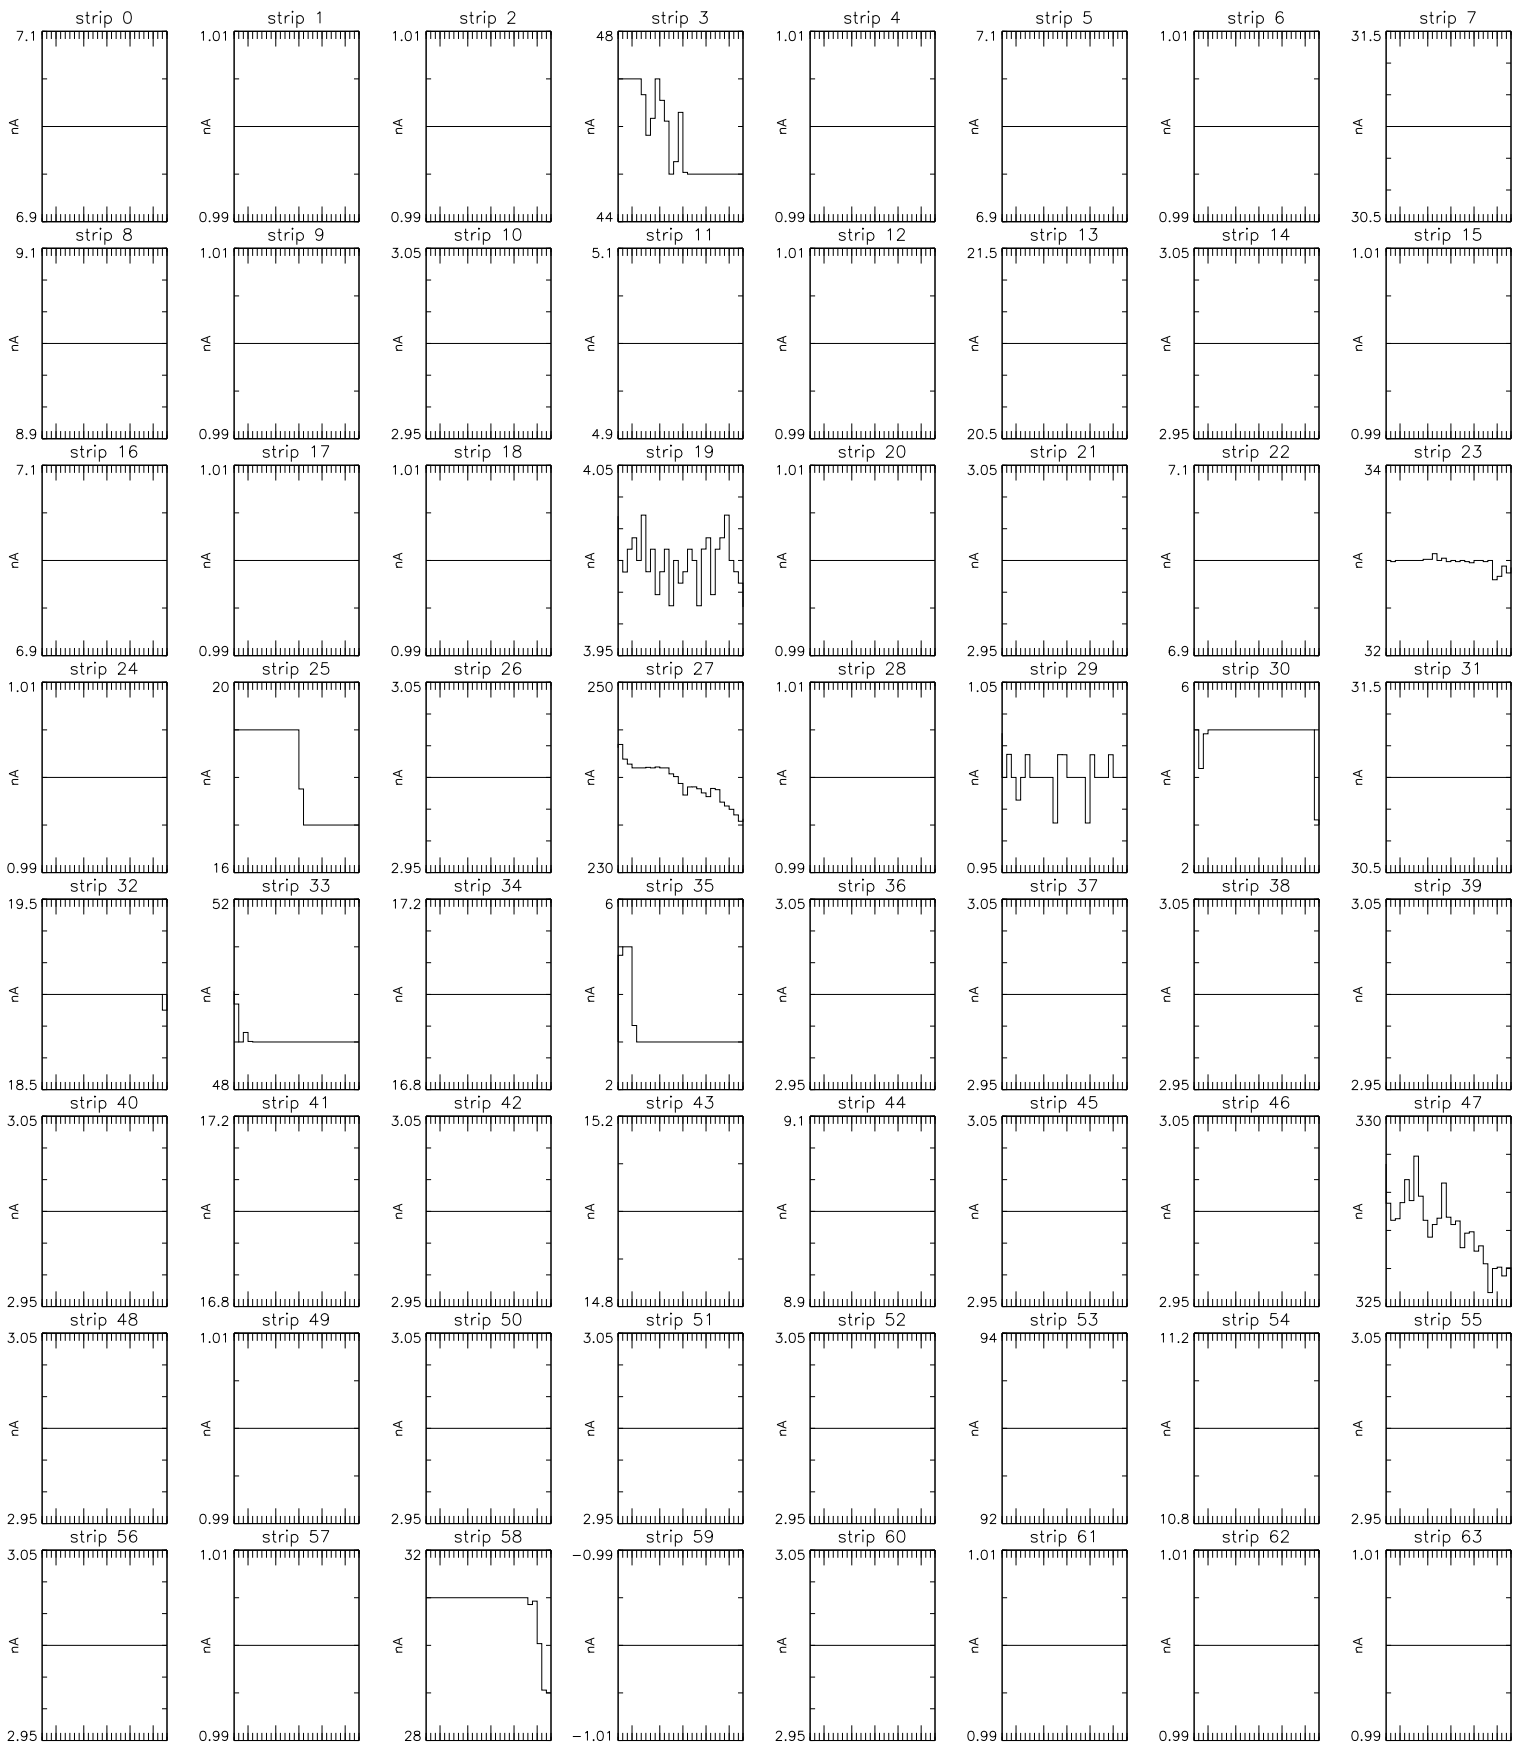 strip 0 strip 1 strip 2 strip 3 strip 4 strip 5 strip 6 strip 7
7.1 1.01 1.01 48 1.01 7.1 1.01 31.5
nA nA nA nA nA nA nA nA
6.9 0.99 0.99 44 0.99 6.9 0.99 30.5
strip 8 strip 9 strip 10 strip 11 strip 12 strip 13 strip 14 strip 15
9.1 1.01 3.05 5.1 1.01 21.5 3.05 1.01
nA nA nA nA nA nA nA nA
8.9 0.99 2.95 4.9 0.99 20.5 2.95 0.99
strip 16 strip 17 strip 18 strip 19 strip 20 strip 21 strip 22 strip 23
7.1 1.01 1.01 4.05 1.01 3.05 7.1 34
nA nA nA nA nA nA nA nA
6.9 0.99 0.99 3.95 0.99 2.95 6.9 32
strip 24 strip 25 strip 26 strip 27 strip 28 strip 29 strip 30 strip 31
1.01 20 3.05 250 1.01 1.05 6 31.5
nA nA nA nA nA nA nA nA
0.99 16 2.95 230 0.99 0.95 2 30.5
strip 32 strip 33 strip 34 strip 35 strip 36 strip 37 strip 38 strip 39
19.5 52 17.2 6 3.05 3.05 3.05 3.05
nA nA nA nA nA nA nA nA
18.5 48 16.8 2 2.95 2.95 2.95 2.95
strip 40 strip 41 strip 42 strip 43 strip 44 strip 45 strip 46 strip 47
3.05 17.2 3.05 15.2 9.1 3.05 3.05 330
nA nA nA nA nA nA nA nA
2.95 16.8 2.95 14.8 8.9 2.95 2.95 325
strip 48 strip 49 strip 50 strip 51 strip 52 strip 53 strip 54 strip 55
3.05 1.01 3.05 3.05 3.05 94 11.2 3.05
nA nA nA nA nA nA nA nA
2.95 0.99 2.95 2.95 2.95 92 10.8 2.95
strip 56 strip 57 strip 58 strip 59 strip 60 strip 61 strip 62 strip 63
3.05 1.01 32 −0.99 3.05 1.01 1.01 1.01
nA nA nA nA nA nA nA nA
2.95 0.99 28 −1.01 2.95 0.99 0.99 0.99